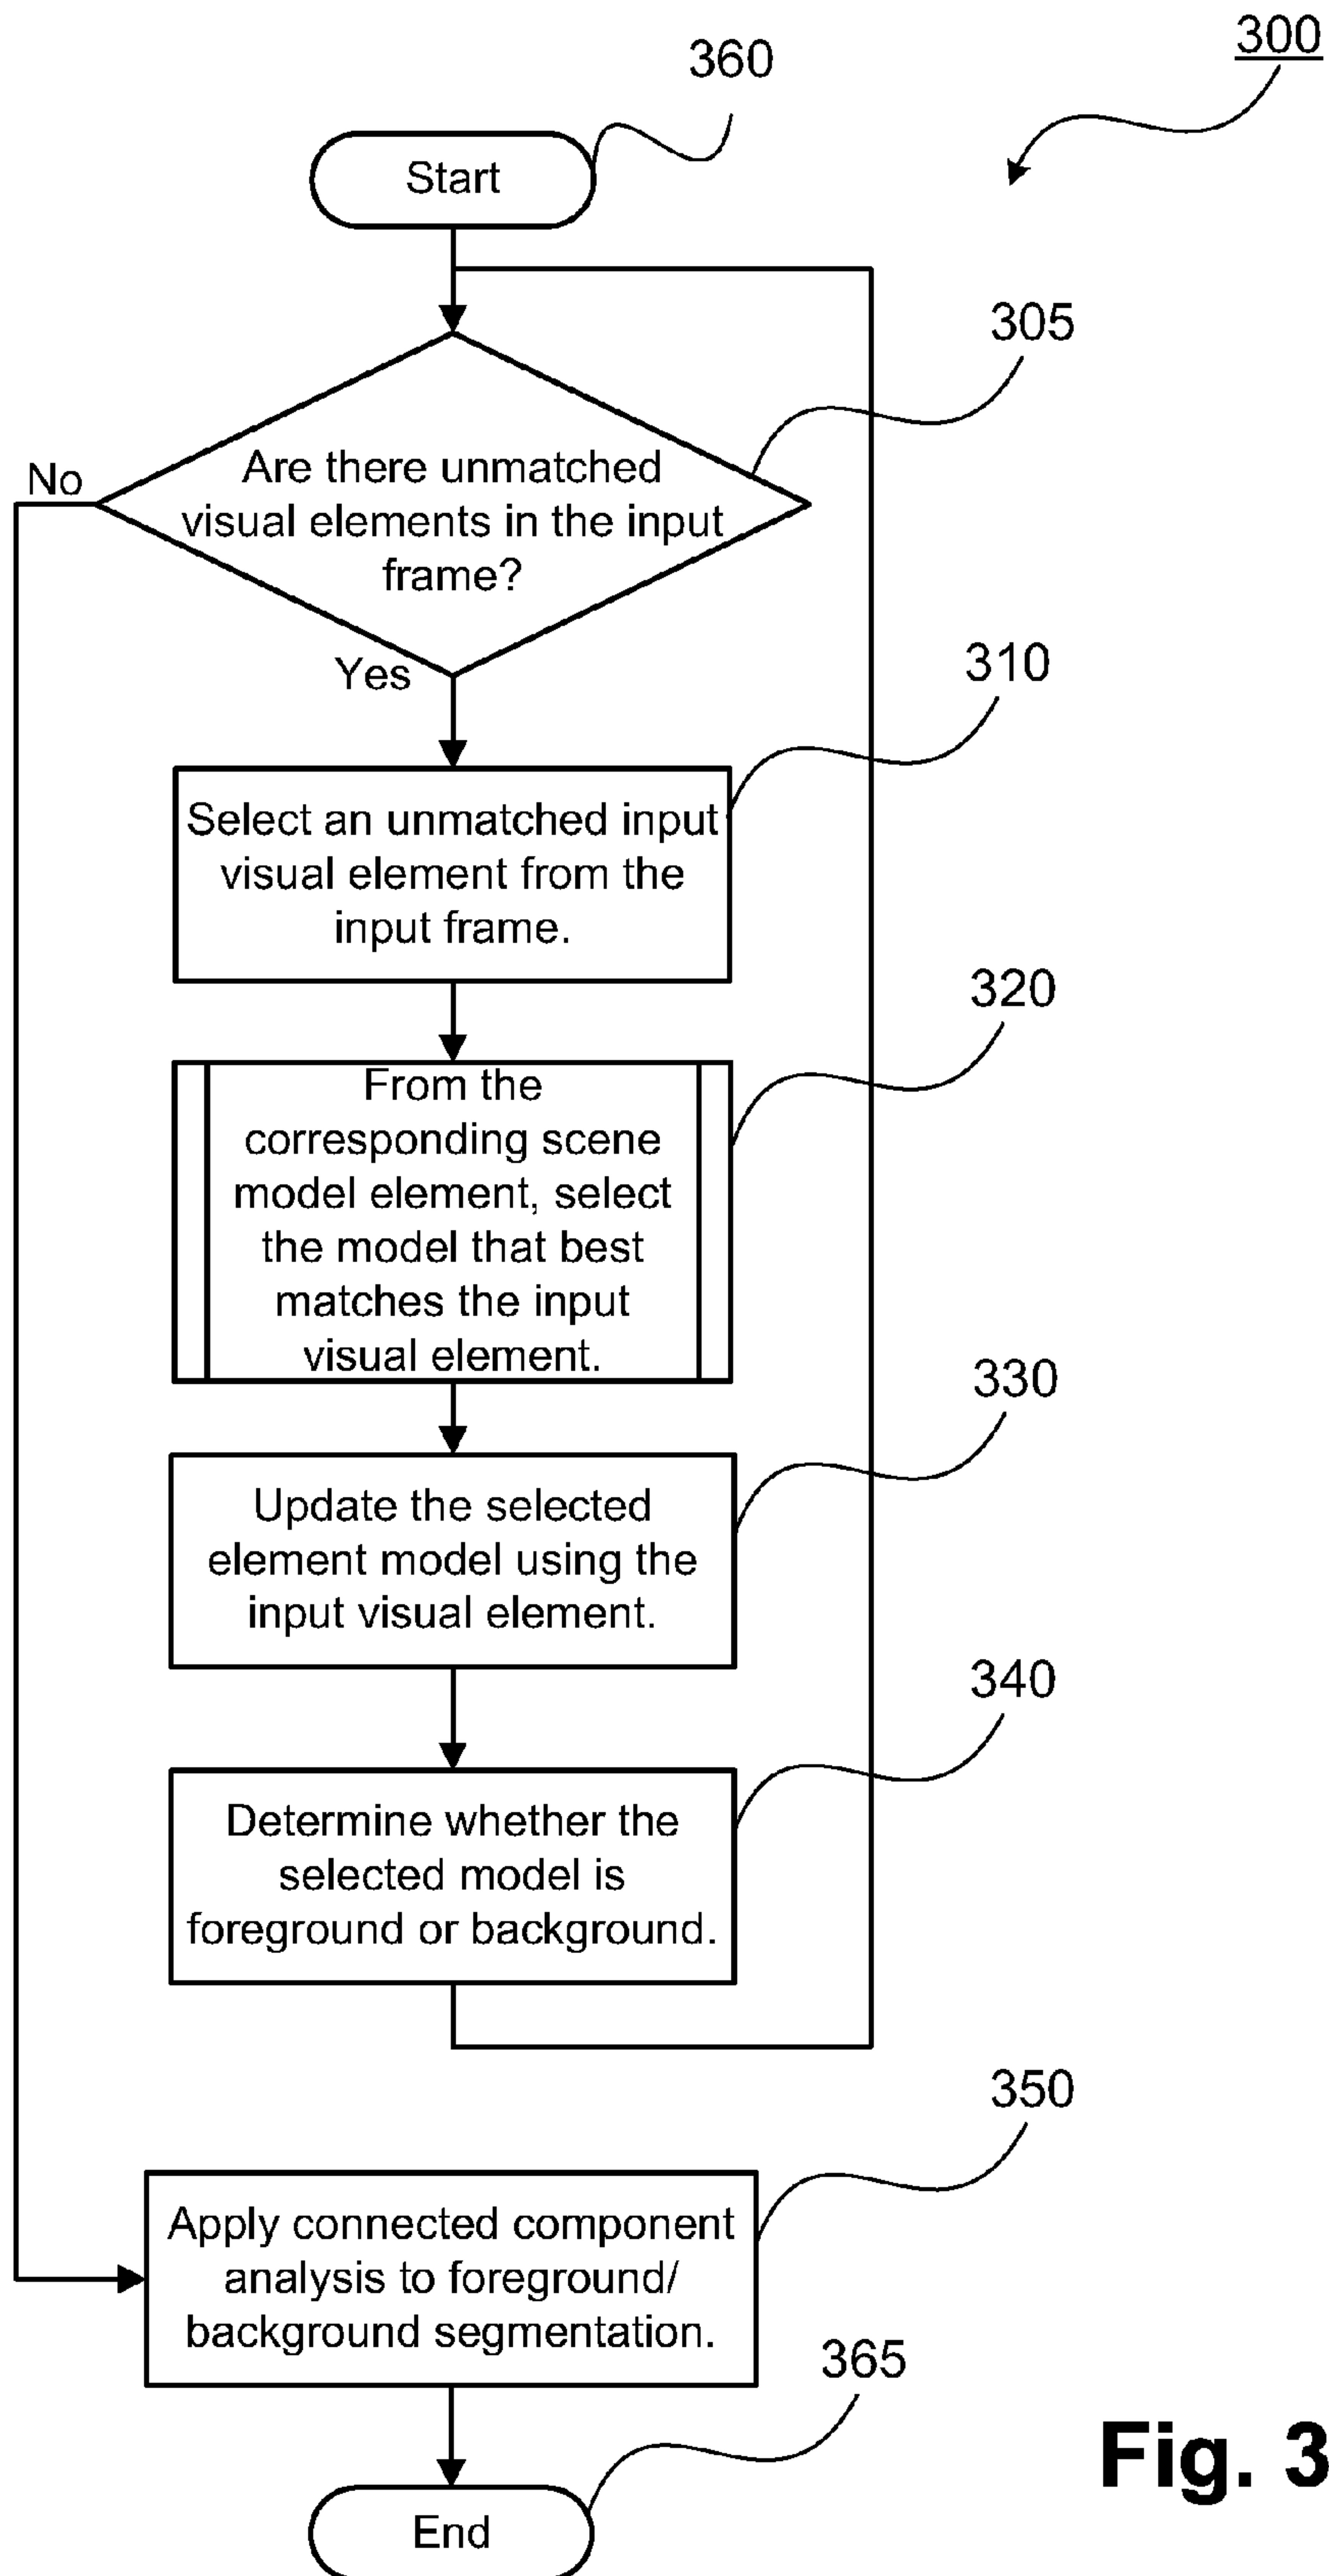 300
360
Start
305
Are there unmatched
visual elements in the input
frame?
No
Yes
310
Select an unmatched input
visual element from the
input frame.
320
From the
corresponding scene
model element, select
the model that best
matches the input
visual element.
330
Update the selected
element model using the
input visual element.
340
Determine whether the
selected model is
foreground or background.
350
Apply connected component
analysis to foreground/
background segmentation.
365
End
Fig. 3